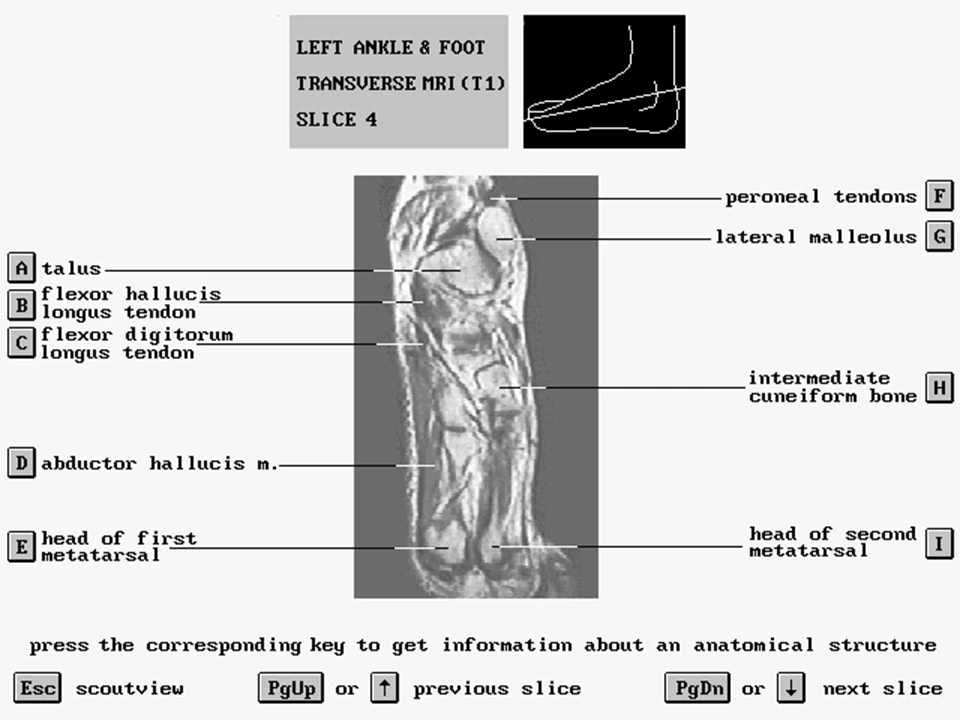 LEFT ANKLE & FOOT
TRANSVERSE MRI (T1)
SLICE 4
A talus
B flexor hallucis
longus tendon
C flexor digitorum
longus tendon
D abductor hallucis m.
E head of first
metatarsal
peroneal tendons F
lateral malleolus G
intermediate
cuneiform bone H
head of second
metatarsal I
press the corresponding key to get information about an anatomical structure
Esc scoutview PgUp or ↑ previous slice PgDn or ↓ next slice